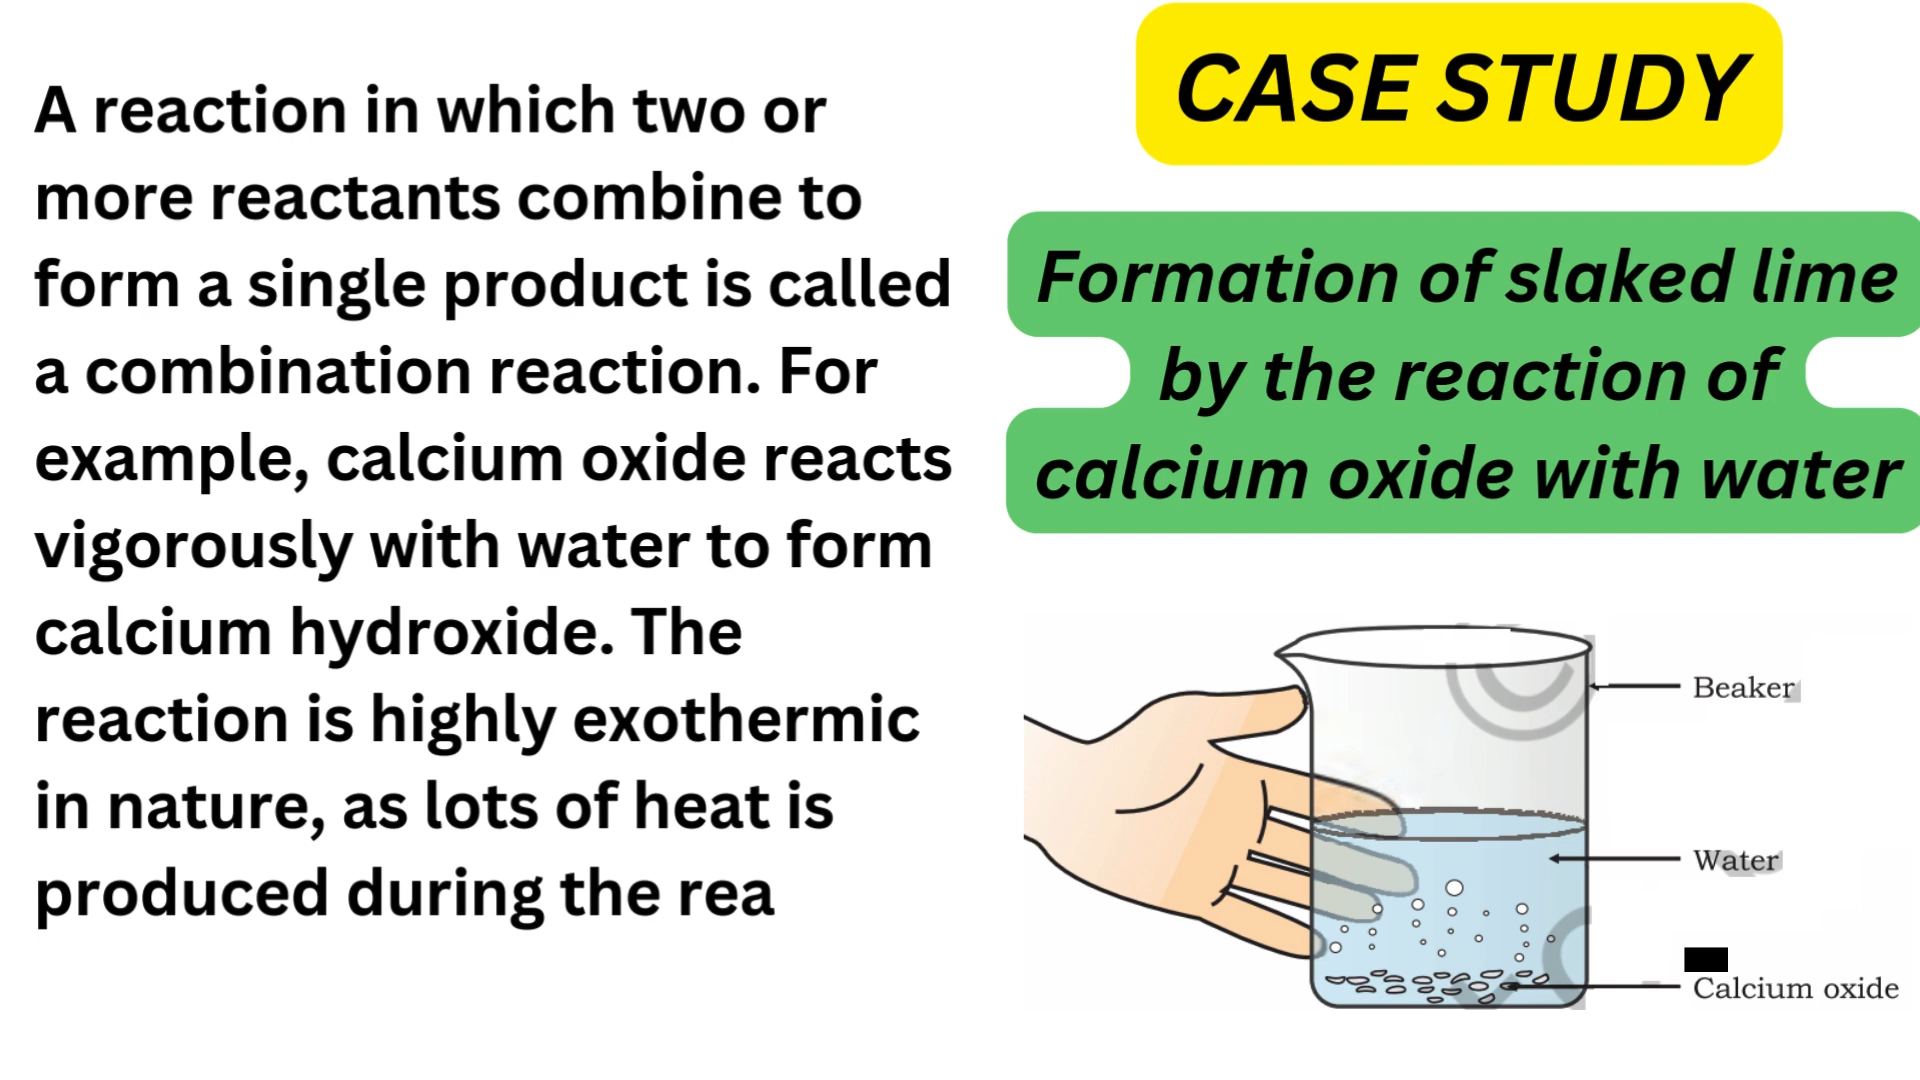 A reaction in which two or
more reactants combine to
form a single product is called
a combination reaction. For
example, calcium oxide reacts
vigorously with water to form
calcium hydroxide. The
reaction is highly exothermic
in nature, as lots of heat is
produced during the rea
CASE STUDY
Formation of slaked lime
by the reaction of
calcium oxide with water
Beaker
Water
Calcium oxide